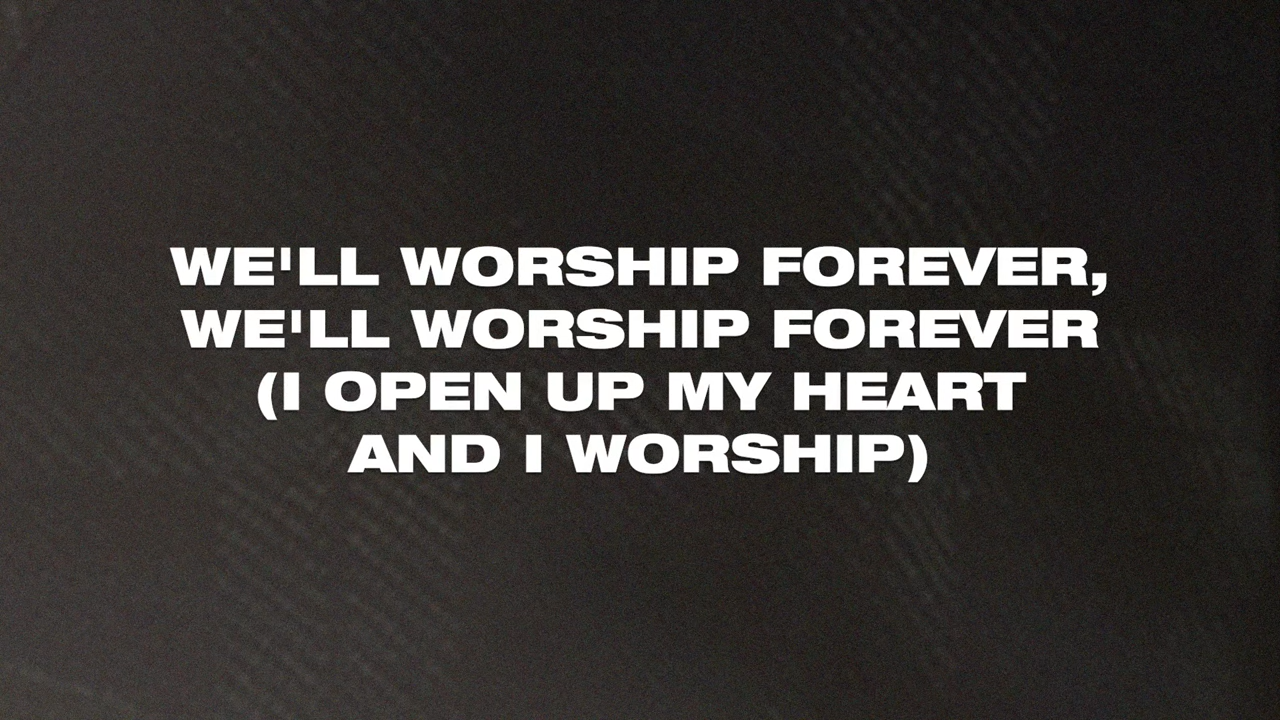 WE'LL WORSHIP FOREVER,
WE'LL WORSHIP FOREVER
(I OPEN UP MY HEART
AND I WORSHIP)